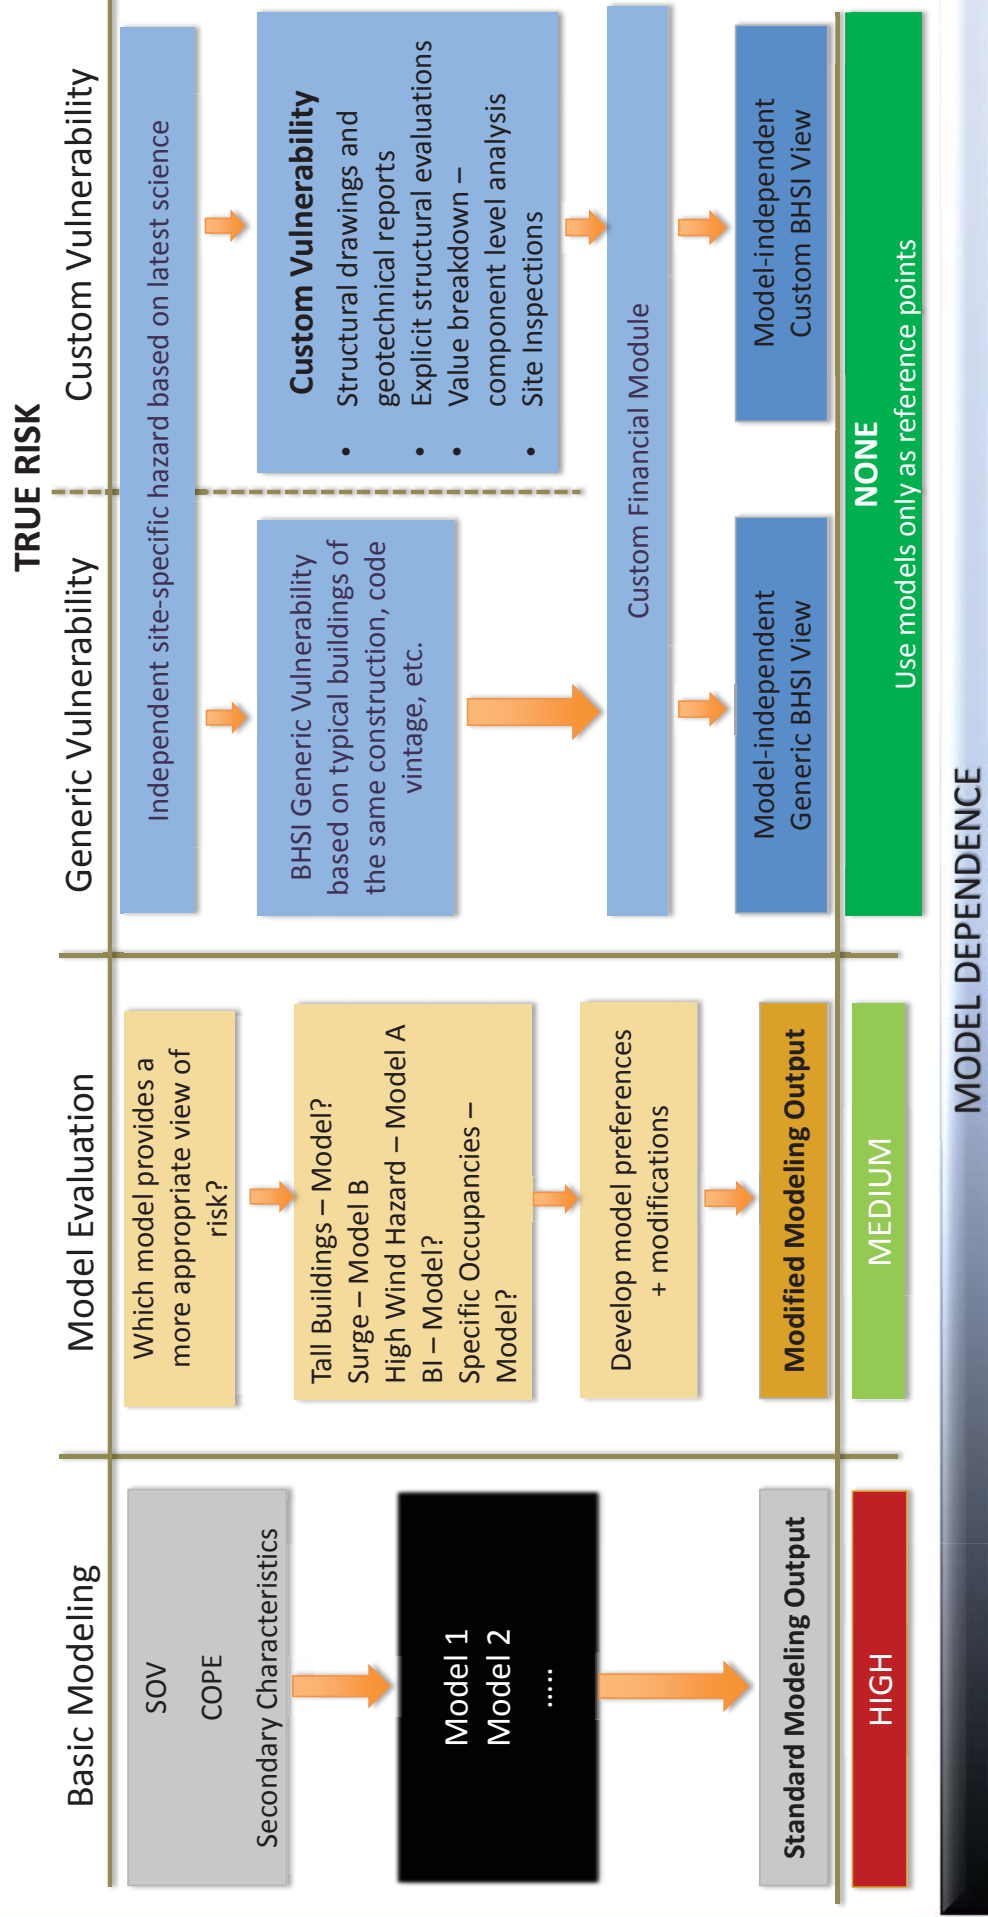 TRUE RISK
Basic Modeling
Model Evaluation
Generic Vulnerability
Custom Vulnerability
SOV
COPE
Secondary Characteristics
Model 1
Model 2
.....
Standard Modeling Output
HIGH
Which model provides a
more appropriate view of
risk?
Tall Buildings – Model?
Surge – Model B
High Wind Hazard – Model A
BI – Model?
Specific Occupancies –
Model?
Develop model preferences
+ modifications
Modified Modeling Output
MEDIUM
Independent site-specific hazard based on latest science
BHSI Generic Vulnerability
based on typical buildings of
the same construction, code
vintage, etc.
Custom Vulnerability
• Structural drawings and
geotechnical reports
• Explicit structural evaluations
• Value breakdown –
component level analysis
• Site Inspections
Custom Financial Module
Model-independent
Generic BHSI View
Model-independent
Custom BHSI View
NONE
Use models only as reference points
MODEL DEPENDENCE